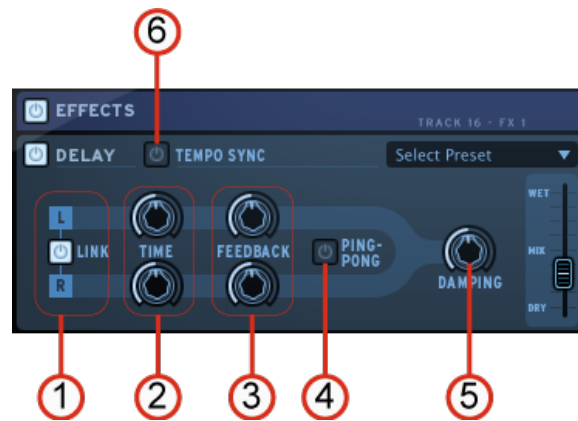 6
EFFECTS
TRACK 16 - FX 1
DELAY TEMPO SYNC Select Preset
WET
L
LINK TIME FEEDBACK PING-
PONG
MIX
R
DAMPING
DRY
1 2 3 4 5